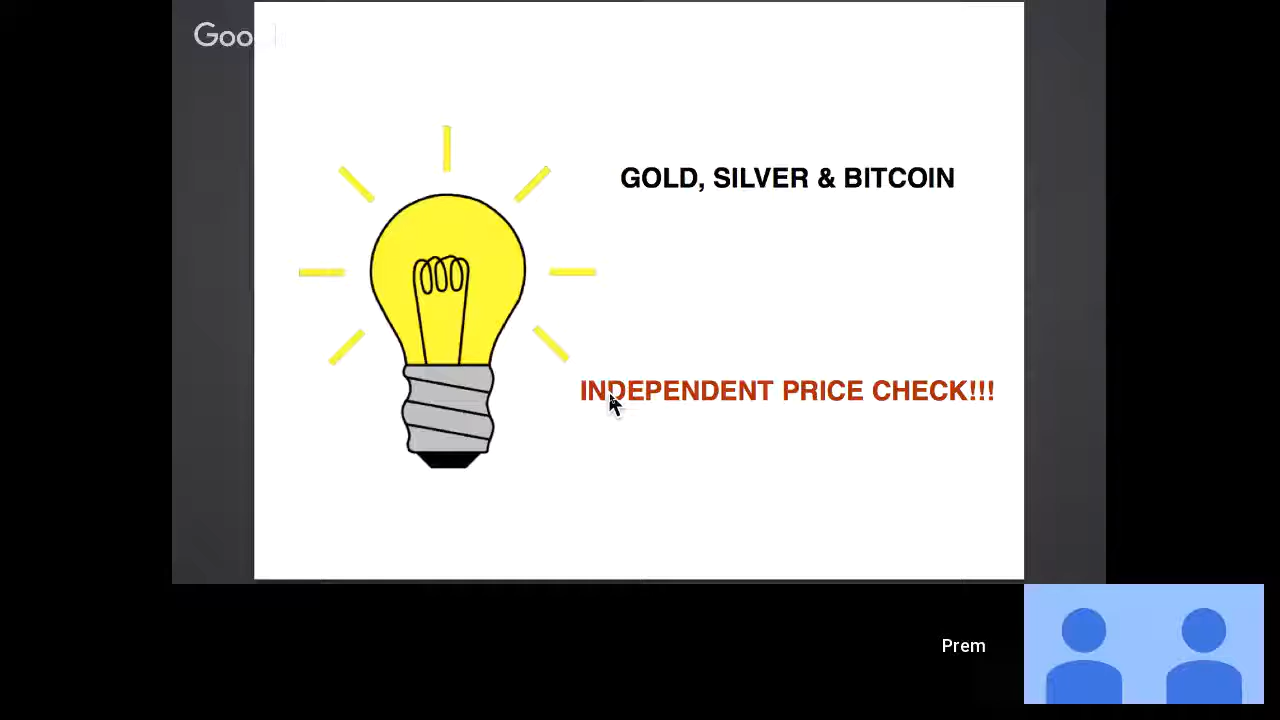 Goo
GOLD, SILVER & BITCOIN
INDEPENDENT PRICE CHECK!!!
Prem